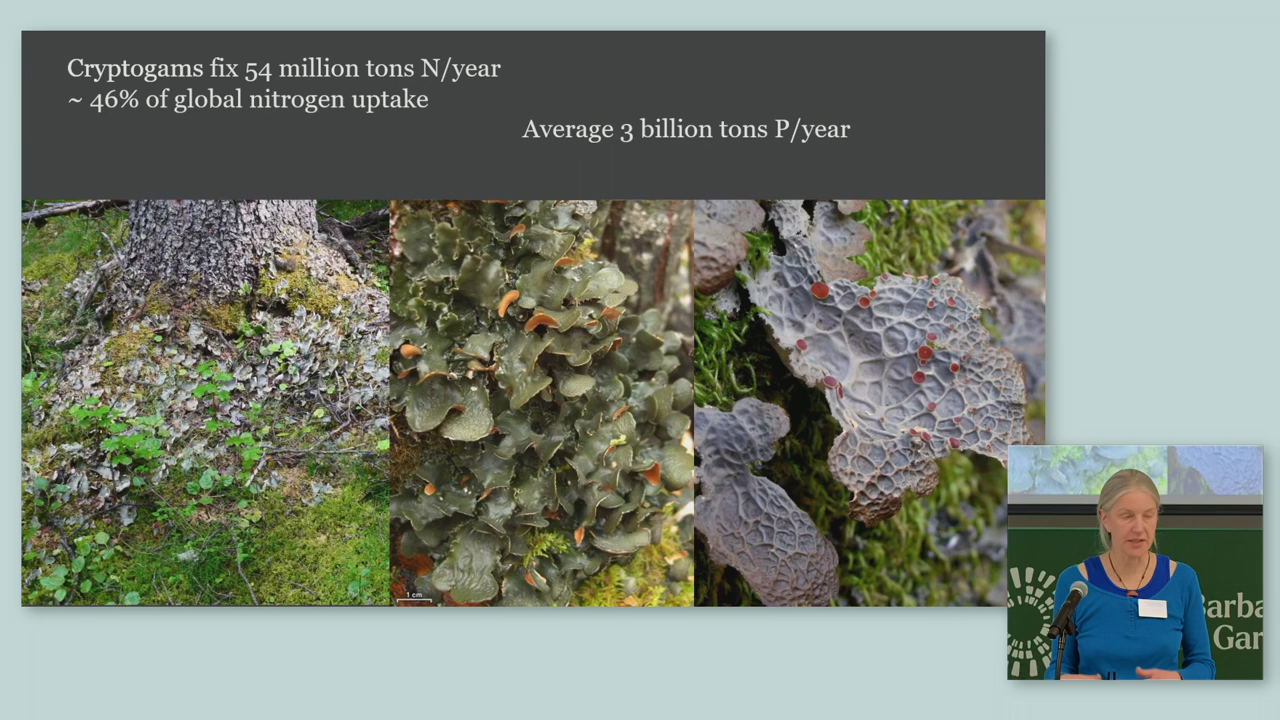 Cryptogams fix 54 million tons N/year
~ 46% of global nitrogen uptake
Average 3 billion tons P/year
1 cm